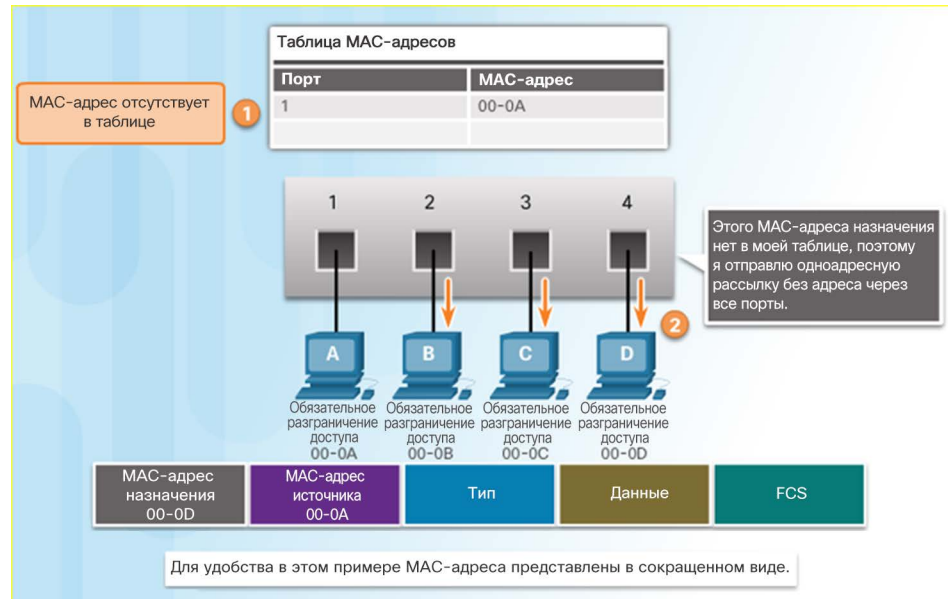 Таблица MAC-адресов
Порт MAC-адрес
1 00-0A
MAC-адрес отсутствует
в таблице
1
1 2 3 4
Этого MAC-адреса назначения
нет в моей таблице, поэтому
я отправлю одноадресную
рассылку без адреса через
все порты.
2
A B C D
Обязательное Обязательное Обязательное Обязательное
разграничение разграничение разграничение разграничение
доступа доступа доступа доступа
00-0A 00-0B 00-0C 00-0D
MAC-адрес
назначения
00-0D
MAC-адрес
источника
00-0A
Тип
Данные
FCS
Для удобства в этом примере MAC-адреса представлены в сокращенном виде.